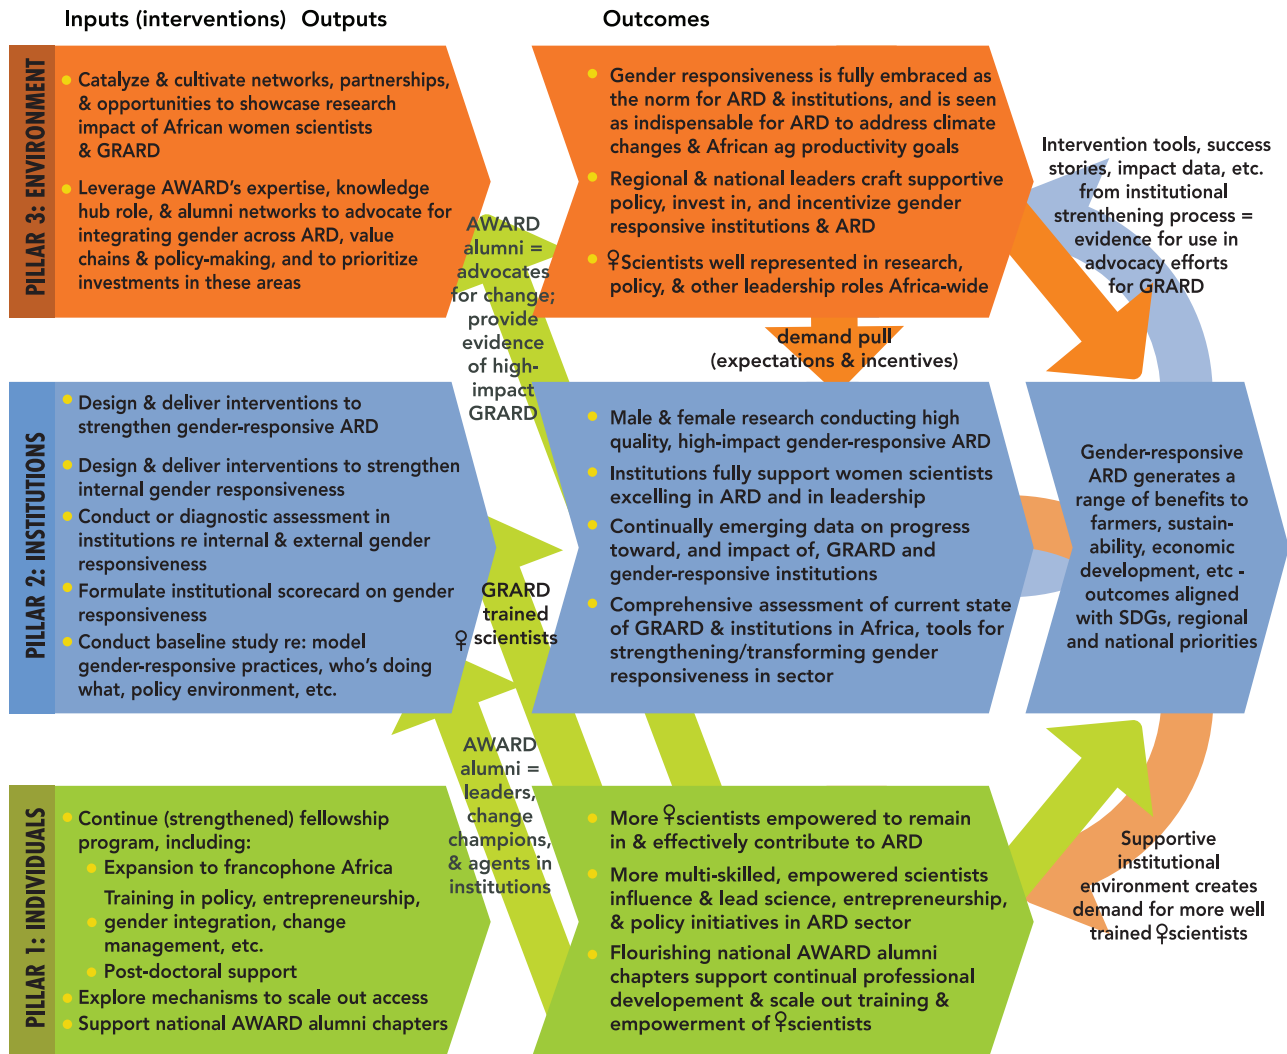 Inputs (interventions) Outputs
Outcomes
PILLAR 3: ENVIRONMENT
Catalyze & cultivate networks, partnerships,
& opportunities to showcase research
impact of African women scientists
& GRARD
Leverage AWARD's expertise, knowledge
hub role, & alumni networks to advocate for
integrating gender across ARD, value
chains & policy-making, and to prioritize
investments in these areas
AWARD
alumni =
advocates
for change;
provide
evidence
of high-
impact
GRARD
Gender responsiveness is fully embraced as
the norm for ARD & institutions, and is seen
as indispensable for ARD to address climate
changes & African ag productivity goals
Regional & national leaders craft supportive
policy, invest in, and incentivize gender
responsive institutions & ARD
♀Scientists well represented in research,
policy, & other leadership roles Africa-wide
demand pull
(expectations & incentives)
Intervention tools, success
stories, impact data, etc.
from institutional
strenthening process =
evidence for use in
advocacy efforts
for GRARD
PILLAR 2: INSTITUTIONS
Design & deliver interventions to
strengthen gender-responsive ARD
Design & deliver interventions to strengthen
internal gender responsiveness
Conduct or diagnostic assessment in
institutions re internal & external gender
responsiveness
Formulate institutional scorecard on gender
responsiveness
Conduct baseline study re: model
gender-responsive practices, who's doing
what, policy environment, etc.
GRARD
trained
♀ scientists
Male & female research conducting high
quality, high-impact gender-responsive ARD
Institutions fully support women scientists
excelling in ARD and in leadership
Continually emerging data on progress
toward, and impact of, GRARD and
gender-responsive institutions
Comprehensive assessment of current state
of GRARD & institutions in Africa, tools for
strengthening/transforming gender
responsiveness in sector
Gender-responsive
ARD generates a
range of benefits to
farmers, sustain-
ability, economic
development, etc -
outcomes aligned
with SDGs, regional
and national priorities
PILLAR 1: INDIVIDUALS
Continue (strengthened) fellowship
program, including:
Expansion to francophone Africa
Training in policy, entrepreneurship,
gender integration, change
management, etc.
Post-doctoral support
Explore mechanisms to scale out access
Support national AWARD alumni chapters
AWARD
alumni =
leaders,
change
champions,
& agents in
institutions
More ♀scientists empowered to remain
in & effectively contribute to ARD
More multi-skilled, empowered scientists
influence & lead science, entrepreneurship,
& policy initiatives in ARD sector
Flourishing national AWARD alumni
chapters support continual professional
developement & scale out training &
empowerment of ♀scientists
Supportive
institutional
environment creates
demand for more well
trained ♀scientists